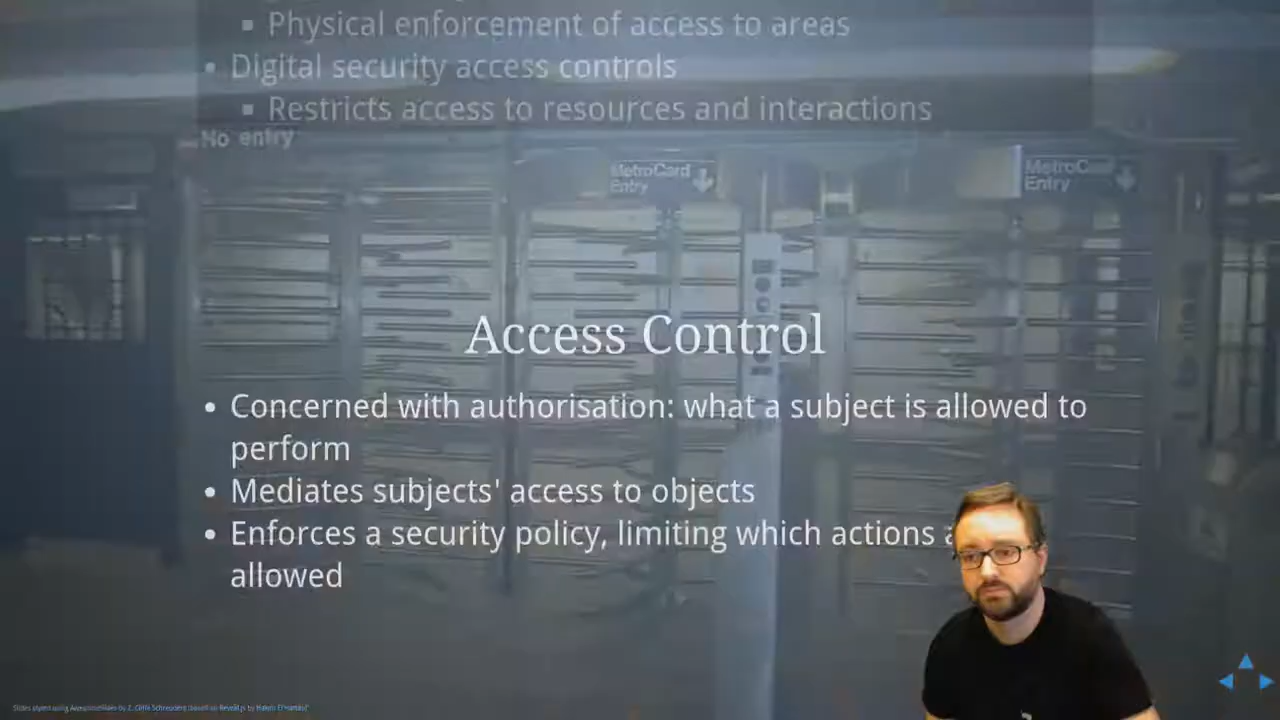 ▪ Physical enforcement of access to areas
• Digital security access controls
▪ Restricts access to resources and interactions
No entry
MetroCard
Entry
MetroCard
Entry
Access Control
• Concerned with authorisation: what a subject is allowed to
perform
• Mediates subjects' access to objects
• Enforces a security policy, limiting which actions
allowed